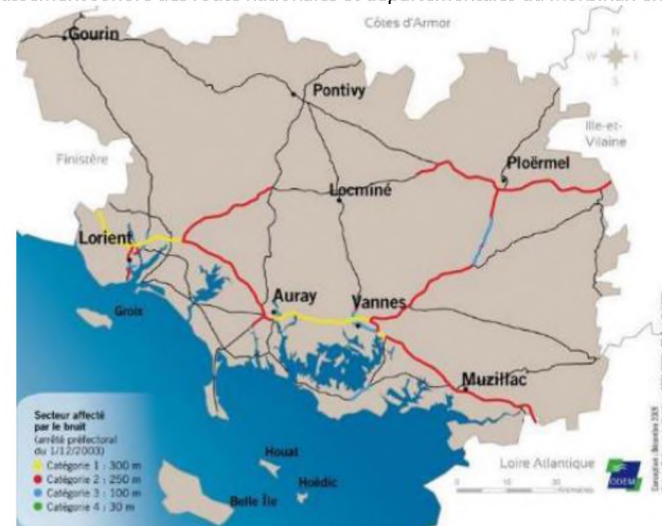 Côtes d'Armor
Gourin
N
W E
S
Pontivy
Ille-et-
Vilaine
Finistère
Ploërmel
Locminé
Lorient
Groix
Auray
Vannes
Muzillac
Secteur affecté
par le bruit
(arrêté préfectoral
du 1/12/2003)
Catégorie 1 : 300 m
Catégorie 2 : 250 m
Catégorie 3 : 100 m
Catégorie 4 : 30 m
Houat
Hoëdic
Belle Île
Loire Atlantique
ODEM